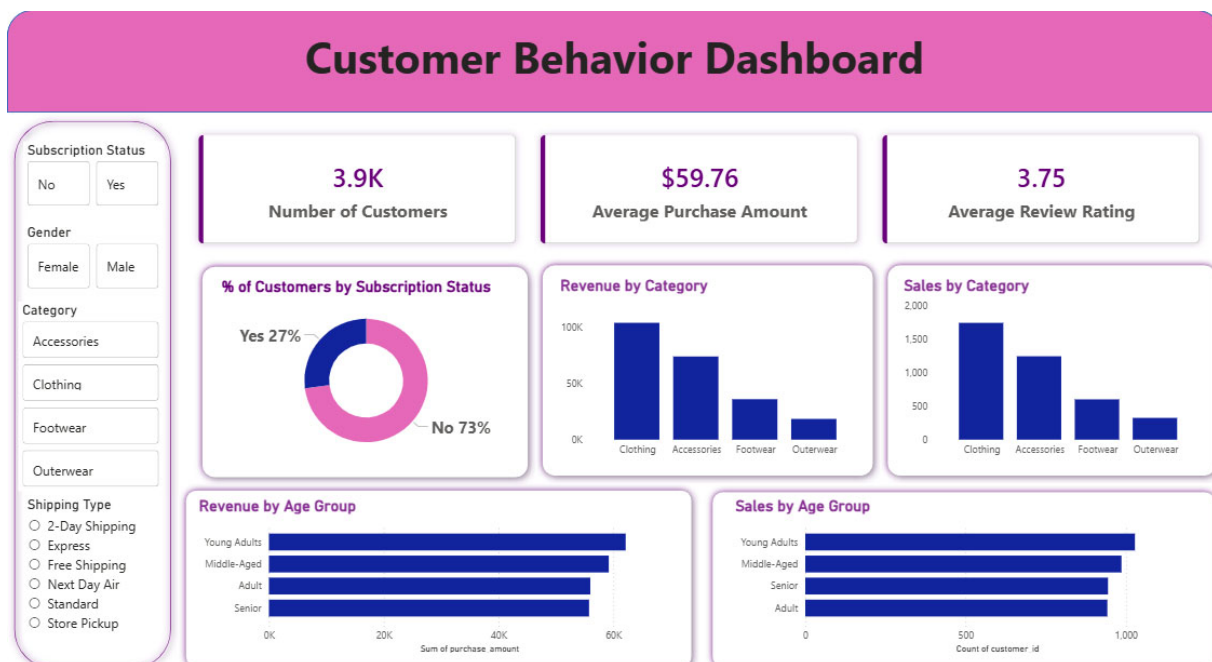 Customer Behavior Dashboard
Subscription Status
No Yes
Gender
Female Male
Category
Accessories
Clothing
Footwear
Outerwear
Shipping Type
2-Day Shipping
Express
Free Shipping
Next Day Air
Standard
Store Pickup
3.9K
Number of Customers
$59.76
Average Purchase Amount
3.75
Average Review Rating
% of Customers by Subscription Status
Yes 27%
No 73%
Revenue by Category
100K
50K
0K
Clothing Accessories Footwear Outerwear
Sales by Category
2,000
1,500
1,000
500
0
Clothing Accessories Footwear Outerwear
Revenue by Age Group
Young Adults
Middle-Aged
Adult
Senior
0K 20K 40K 60K
Sum of purchase_amount
Sales by Age Group
Young Adults
Middle-Aged
Senior
Adult
0 500 1,000
Count of customer_id